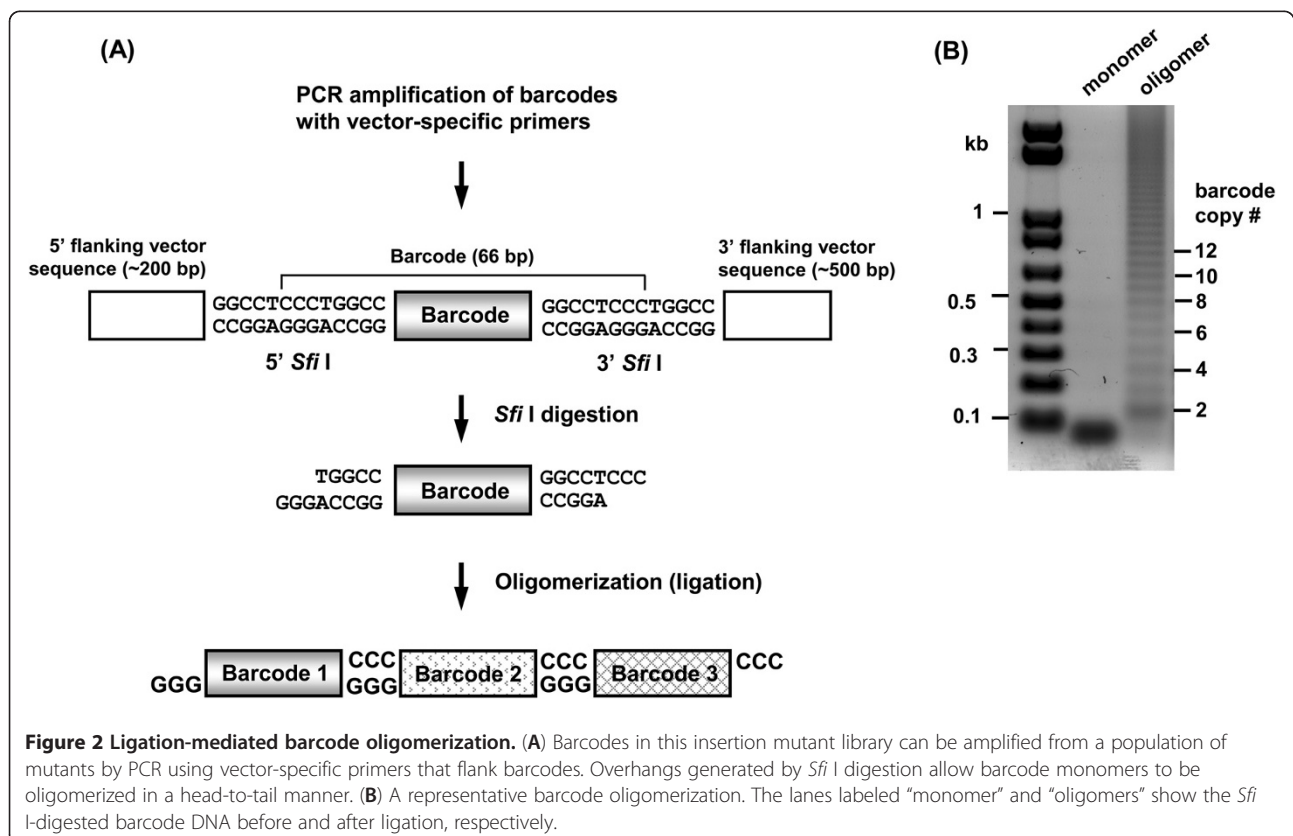 (A)
PCR amplification of barcodes
with vector-specific primers
5' flanking vector
sequence (~200 bp)
Barcode (66 bp)
3' flanking vector
sequence (~500 bp)
GGCCTCCCTGGCC
CCGGAGGGACCGG
Barcode
GGCCTCCCTGGCC
CCGGAGGGACCGG
5' Sfi I
3' Sfi I
Sfi I digestion
TGGCC
GGGACCGG
Barcode
GGCCTCCC
CCGGA
Oligomerization (ligation)
GGG
Barcode 1
CCC
GGG
Barcode 2
CCC
GGG
Barcode 3
CCC
(B)
monomer
oligomer
kb
1
0.5
0.3
0.1
barcode
copy #
12
10
8
6
4
2
Figure 2 Ligation-mediated barcode oligomerization. (A) Barcodes in this insertion mutant library can be amplified from a population of
mutants by PCR using vector-specific primers that flank barcodes. Overhangs generated by Sfi I digestion allow barcode monomers to be
oligomerized in a head-to-tail manner. (B) A representative barcode oligomerization. The lanes labeled “monomer” and “oligomers” show the Sfi
I-digested barcode DNA before and after ligation, respectively.